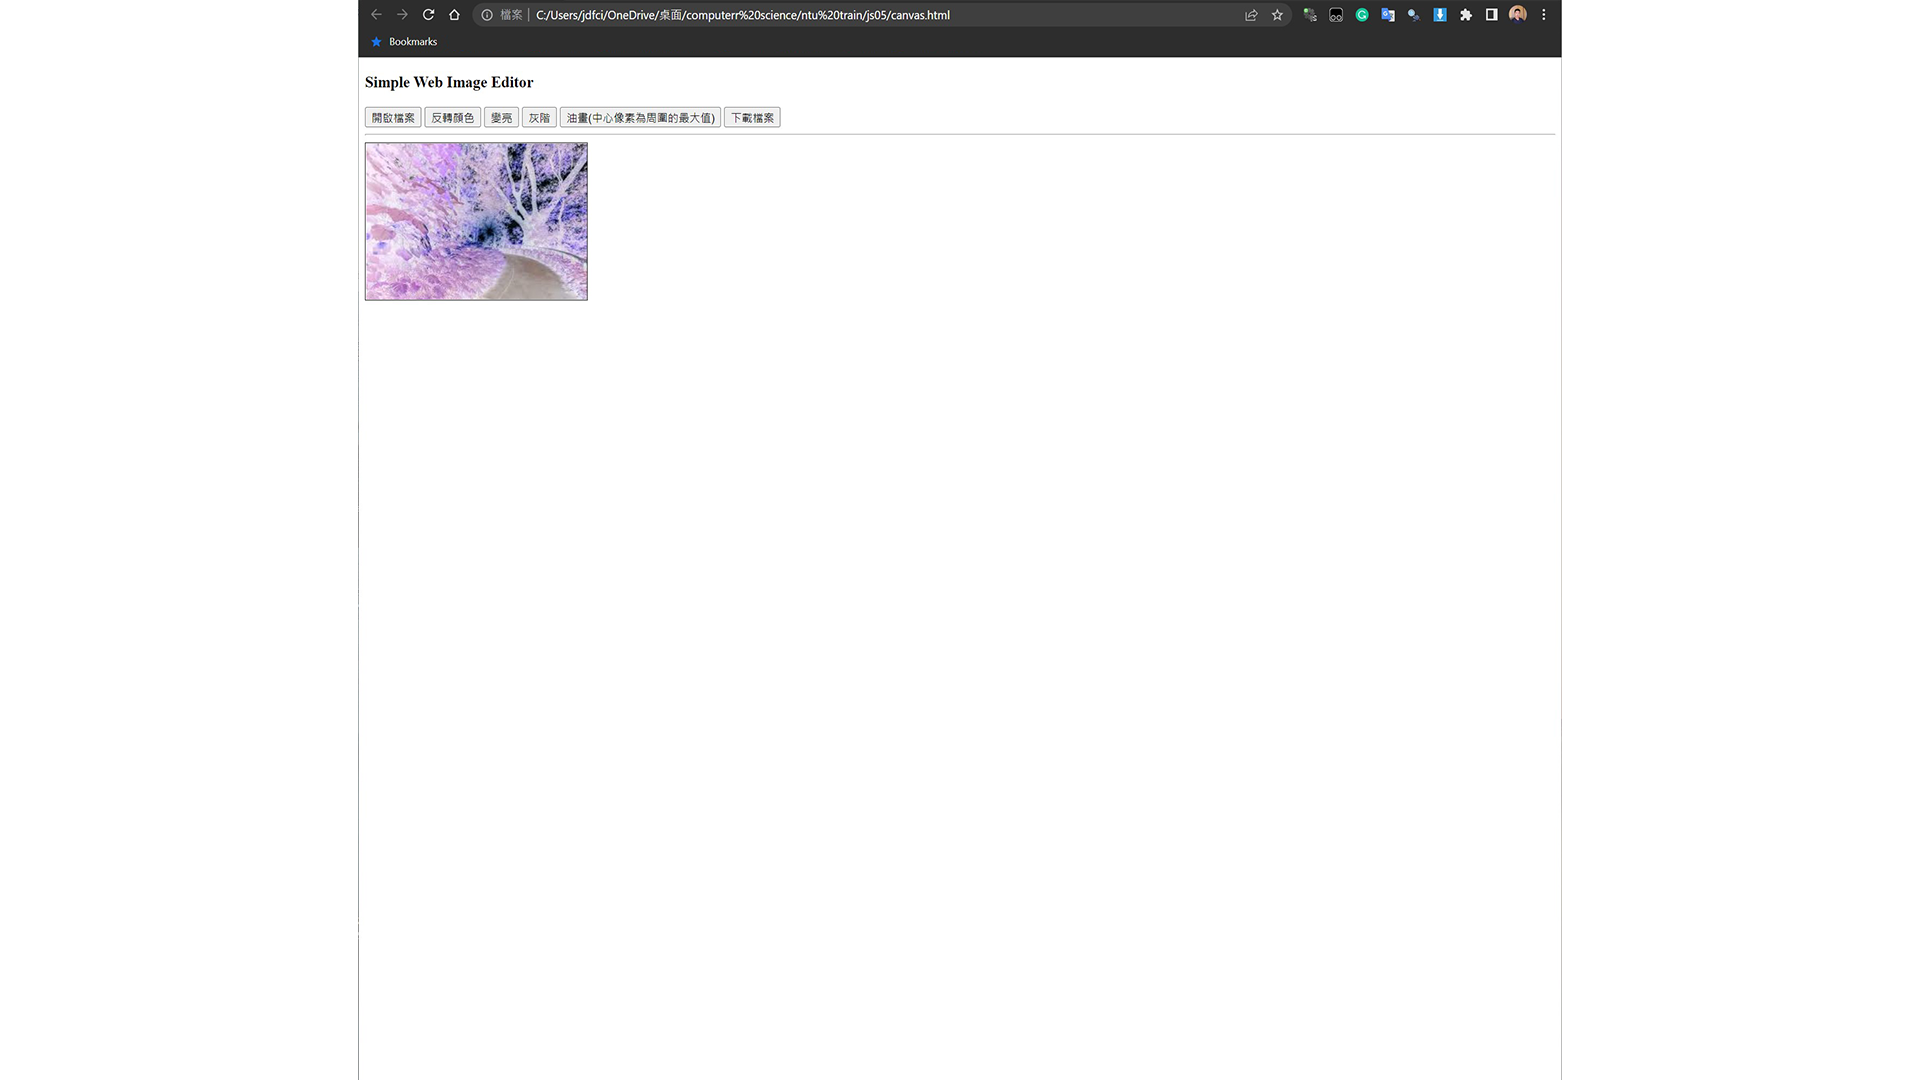 檔案 C:/Users/jdfci/OneDrive/桌面/computerr%20science/ntu%20train/js05/canvas.html
Bookmarks
Simple Web Image Editor
開啟檔案 反轉顏色 變亮 灰階 油畫(中心像素為周圍的最大值) 下載檔案